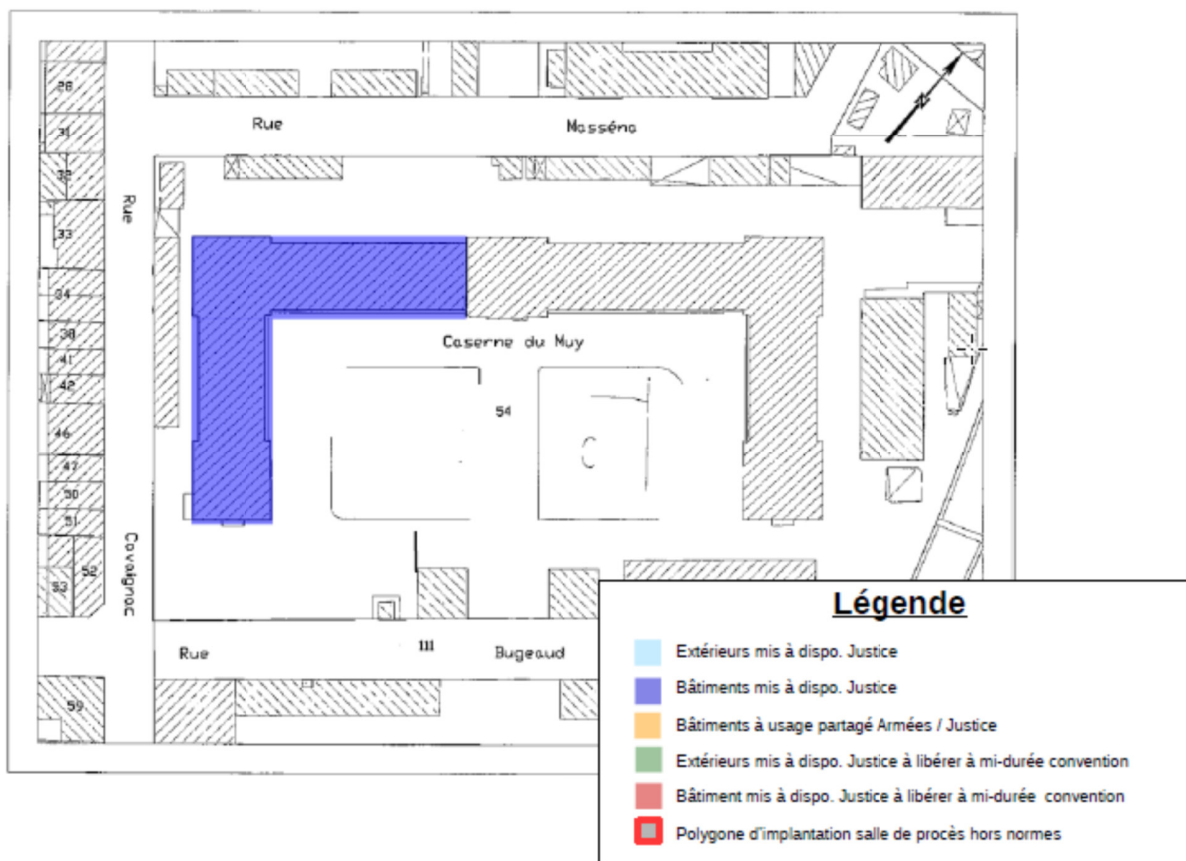 28
31
32
33
34
38
41
42
46
47
50
51
52
53
59
Rue
Masséna
Rue
Cavaignac
Caserne du Muy
54
Rue
111
Bugeaud
Légende
Extérieurs mis à dispo. Justice
Bâtiments mis à dispo. Justice
Bâtiments à usage partagé Armées / Justice
Extérieurs mis à dispo. Justice à libérer à mi-durée convention
Bâtiment mis à dispo. Justice à libérer à mi-durée convention
Polygone d'implantation salle de procès hors normes